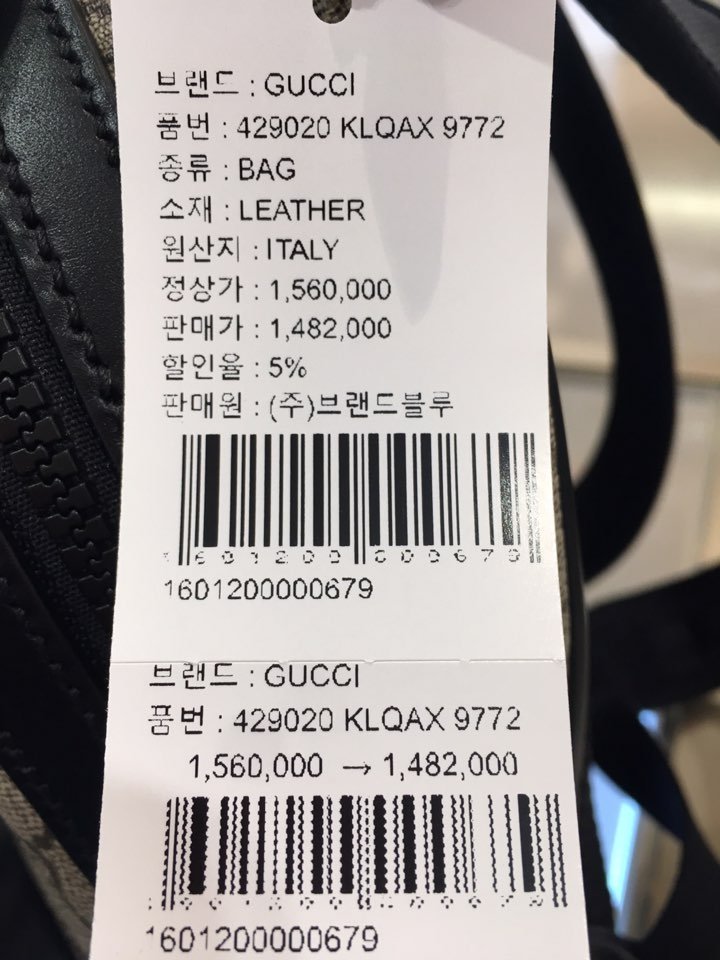 브랜드 : GUCCI
품번 : 429020 KLQAX 9772
종류 : BAG
소재 : LEATHER
원산지 : ITALY
정상가 : 1,560,000
판매가 : 1,482,000
할인율 : 5%
판매원 : (주)브랜드블루
1601200000679
1601200000679
브랜드 : GUCCI
품번 : 429020 KLQAX 9772
1,560,000 → 1,482,000
1601200000679